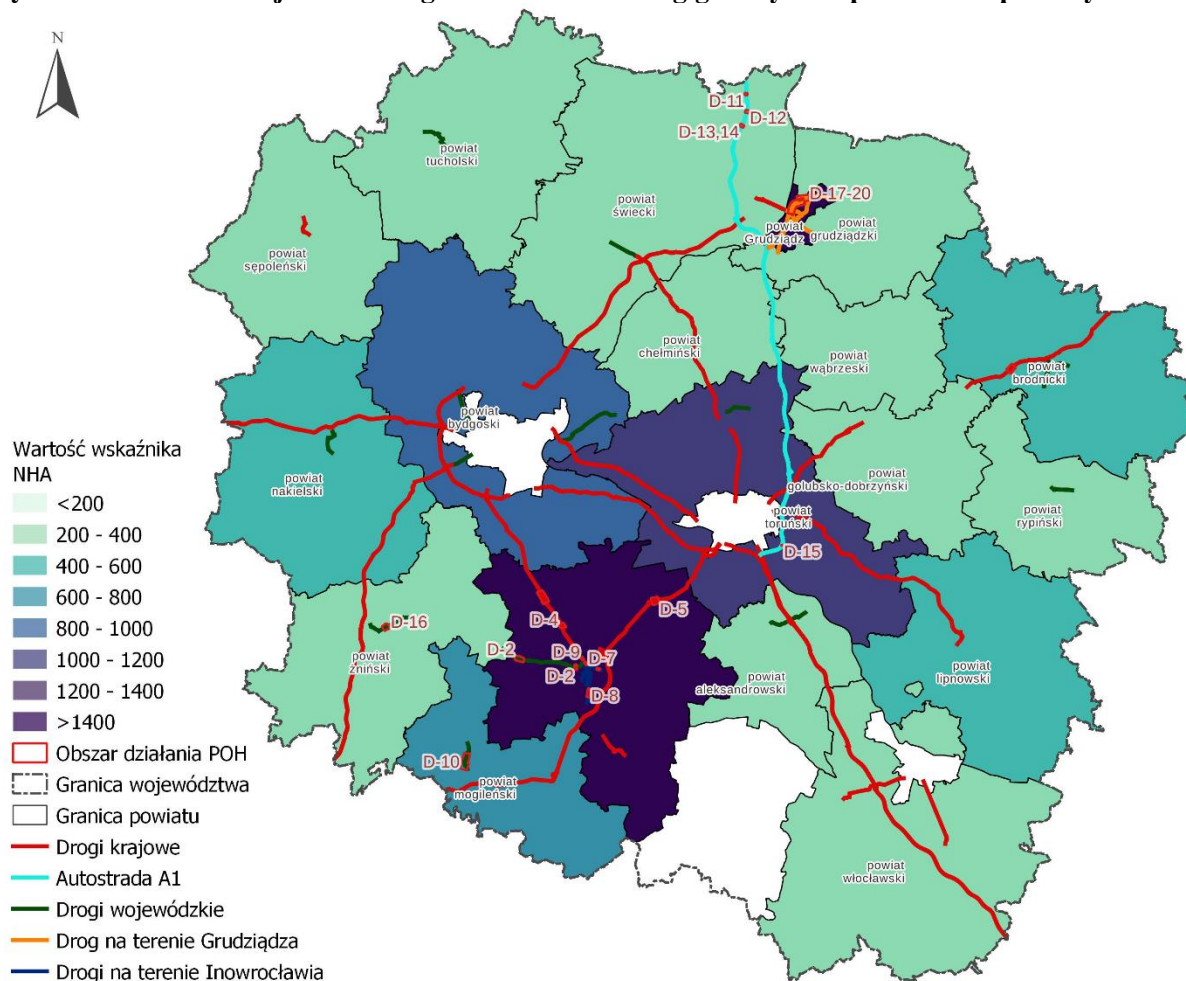 N
D-11
D-12
D-13,14
powiat
tucholski
D-17-20
powiat
świecki
powiat
Grudziądz
powiat
grudziądzki
powiat
sępoleński
powiat
chełmiński
powiat
wąbrzeski
powiat
brodnicki
powiat
bydgoski
powiat
nakielski
powiat
golubsko-dobrzyński
powiat
toruński
powiat
rypiński
D-15
D-5
D-4
D-16
D-9
D-7
D-2
D-2
D-8
powiat
żniński
powiat
aleksandrowski
powiat
lipnowski
D-10
powiat
mogileński
powiat
włocławski
Wartość wskaźnika
NHA
<200
200 - 400
400 - 600
600 - 800
800 - 1000
1000 - 1200
1200 - 1400
>1400
Obszar działania POH
Granica województwa
Granica powiatu
Drogi krajowe
Autostrada A1
Drogi wojewódzkie
Drog na terenie Grudziądza
Drogi na terenie Inowrocławia